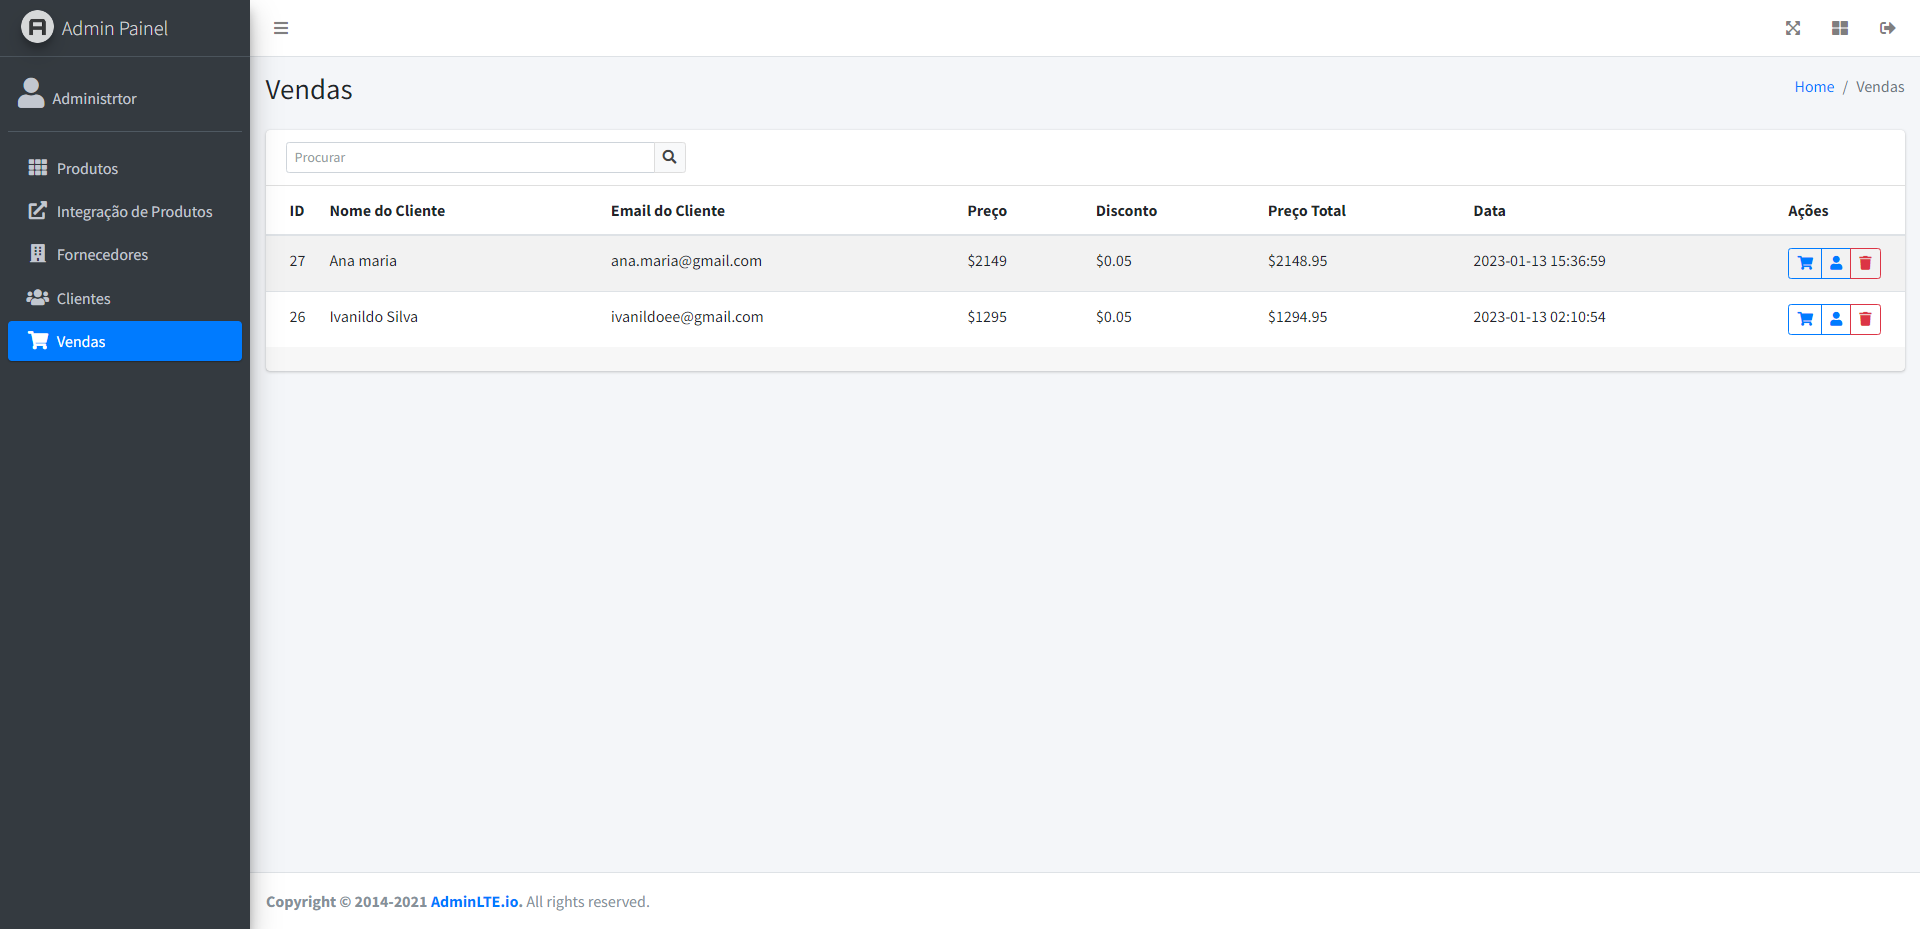 Admin Painel
Administrtor
Produtos
Integração de Produtos
Fornecedores
Clientes
Vendas
Vendas
Home / Vendas
Procurar
ID Nome do Cliente Email do Cliente Preço Disconto Preço Total Data Ações
27 Ana maria ana.maria@gmail.com $2149 $0.05 $2148.95 2023-01-13 15:36:59
26 Ivanildo Silva ivanildoee@gmail.com $1295 $0.05 $1294.95 2023-01-13 02:10:54
Copyright © 2014-2021 AdminLTE.io. All rights reserved.